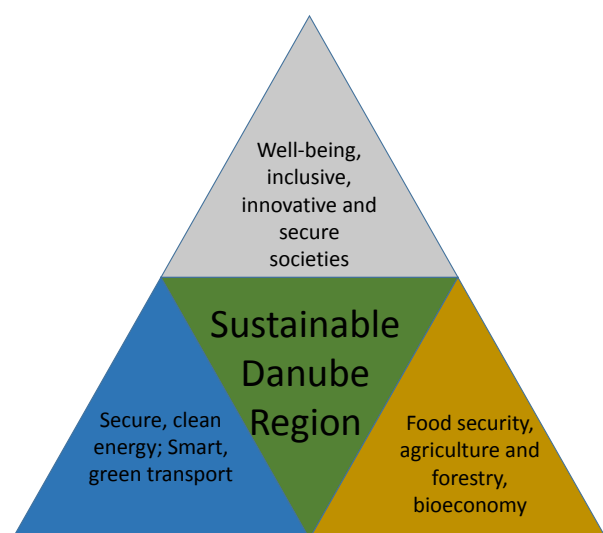 Well-being,
inclusive,
innovative and
secure
societies
Sustainable
Danube
Region
Secure, clean
energy; Smart,
green transport
Food security,
agriculture and
forestry,
bioeconomy